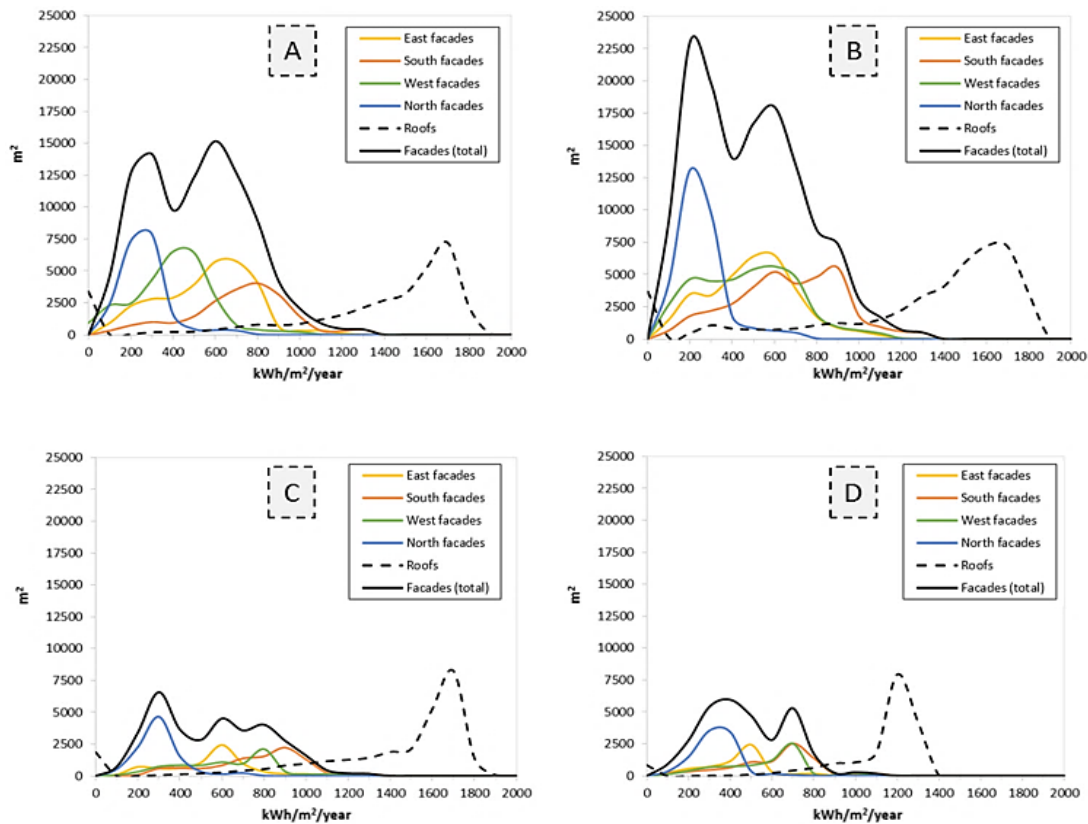 25000
22500
20000
17500
15000
12500
10000
7500
5000
2500
0
m²
A
East facades
South facades
West facades
North facades
Roofs
Facades (total)
0 200 400 600 800 1000 1200 1400 1600 1800 2000
kWh/m²/year
25000
22500
20000
17500
15000
12500
10000
7500
5000
2500
0
m²
B
East facades
South facades
West facades
North facades
Roofs
Facades (total)
0 200 400 600 800 1000 1200 1400 1600 1800 2000
kWh/m²/year
25000
22500
20000
17500
15000
12500
10000
7500
5000
2500
0
m²
C
East facades
South facades
West facades
North facades
Roofs
Facades (total)
0 200 400 600 800 1000 1200 1400 1600 1800 2000
kWh/m²/year
25000
22500
20000
17500
15000
12500
10000
7500
5000
2500
0
m²
D
East facades
South facades
West facades
North facades
Roofs
Facades (total)
0 200 400 600 800 1000 1200 1400 1600 1800 2000
kWh/m²/year